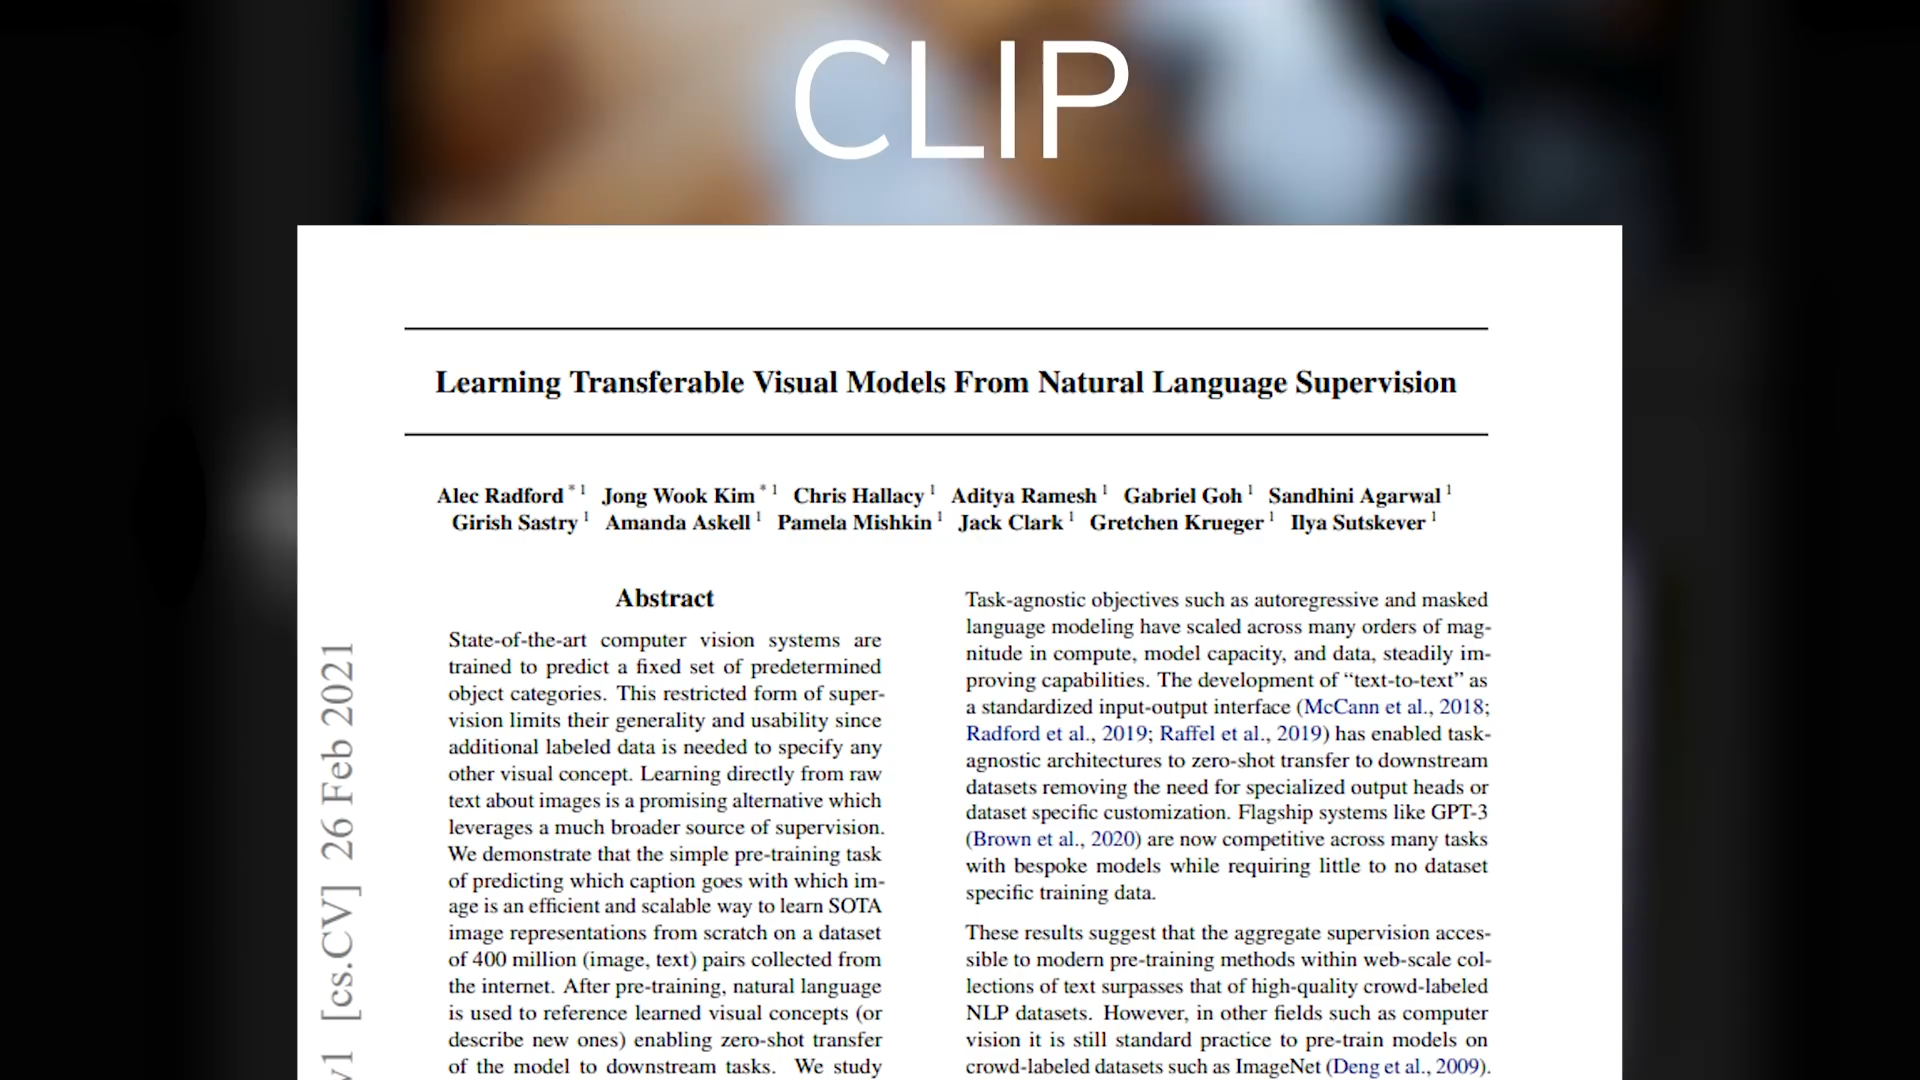 CLIP
Learning Transferable Visual Models From Natural Language Supervision
Alec Radford * 1 Jong Wook Kim * 1 Chris Hallacy 1 Aditya Ramesh 1 Gabriel Goh 1 Sandhini Agarwal 1
Girish Sastry 1 Amanda Askell 1 Pamela Mishkin 1 Jack Clark 1 Gretchen Krueger 1 Ilya Sutskever 1
Abstract
State-of-the-art computer vision systems are
trained to predict a fixed set of predetermined
object categories. This restricted form of super-
vision limits their generality and usability since
additional labeled data is needed to specify any
other visual concept. Learning directly from raw
text about images is a promising alternative which
leverages a much broader source of supervision.
We demonstrate that the simple pre-training task
of predicting which caption goes with which im-
age is an efficient and scalable way to learn SOTA
image representations from scratch on a dataset
of 400 million (image, text) pairs collected from
the internet. After pre-training, natural language
is used to reference learned visual concepts (or
describe new ones) enabling zero-shot transfer
of the model to downstream tasks. We study
Task-agnostic objectives such as autoregressive and masked
language modeling have scaled across many orders of mag-
nitude in compute, model capacity, and data, steadily im-
proving capabilities. The development of “text-to-text” as
a standardized input-output interface (McCann et al., 2018;
Radford et al., 2019; Raffel et al., 2019) has enabled task-
agnostic architectures to zero-shot transfer to downstream
datasets removing the need for specialized output heads or
dataset specific customization. Flagship systems like GPT-3
(Brown et al., 2020) are now competitive across many tasks
with bespoke models while requiring little to no dataset
specific training data.
These results suggest that the aggregate supervision acces-
sible to modern pre-training methods within web-scale col-
lections of text surpasses that of high-quality crowd-labeled
NLP datasets. However, in other fields such as computer
vision it is still standard practice to pre-train models on
crowd-labeled datasets such as ImageNet (Deng et al., 2009).
v1 [cs.CV] 26 Feb 2021